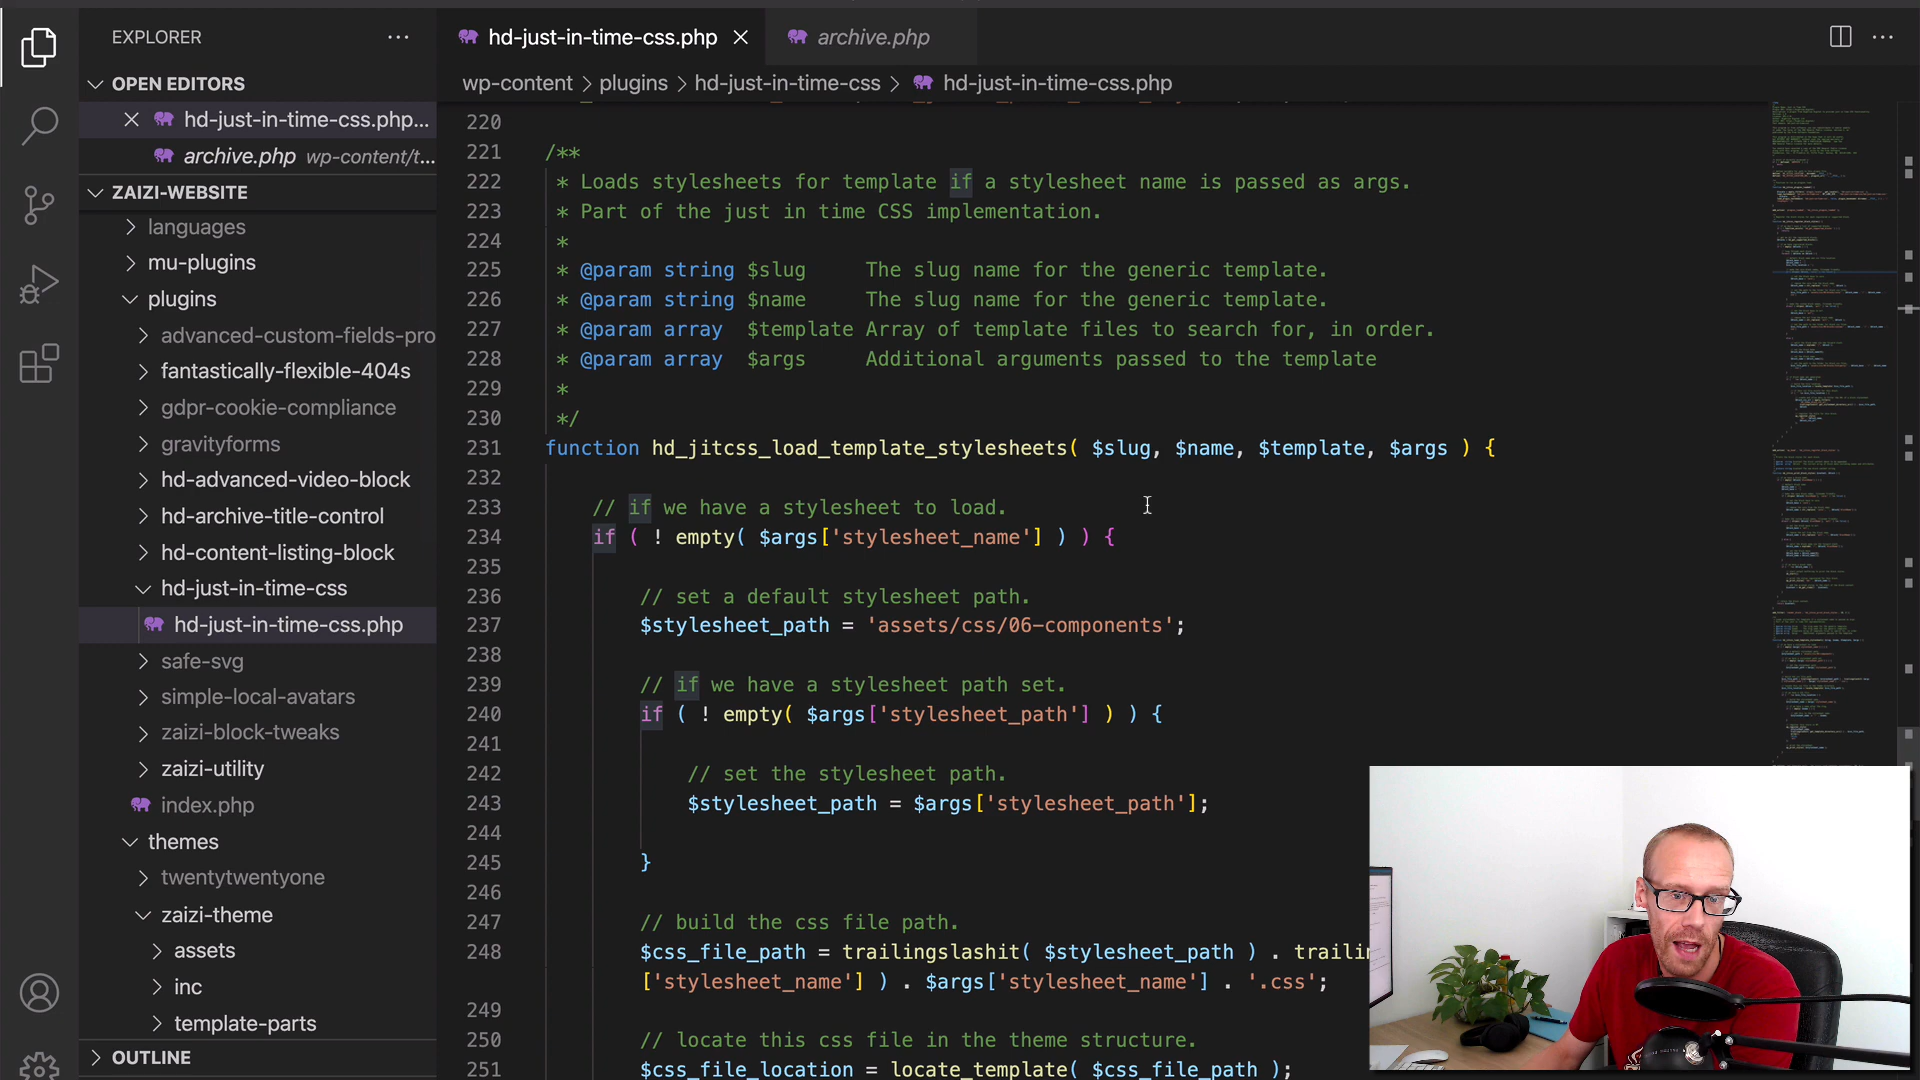 EXPLORER
OPEN EDITORS
hd-just-in-time-css.php...
archive.php wp-content/t...
ZAIZI-WEBSITE
languages
mu-plugins
plugins
advanced-custom-fields-pro
fantastically-flexible-404s
gdpr-cookie-compliance
gravityforms
hd-advanced-video-block
hd-archive-title-control
hd-content-listing-block
hd-just-in-time-css
hd-just-in-time-css.php
safe-svg
simple-local-avatars
zaizi-block-tweaks
zaizi-utility
index.php
themes
twentytwentyone
zaizi-theme
assets
inc
template-parts
OUTLINE
hd-just-in-time-css.php
archive.php
wp-content > plugins > hd-just-in-time-css > hd-just-in-time-css.php
220
221 /**
222 * Loads stylesheets for template if a stylesheet name is passed as args.
223 * Part of the just in time CSS implementation.
224 *
225 * @param string $slug The slug name for the generic template.
226 * @param string $name The slug name for the generic template.
227 * @param array $template Array of template files to search for, in order.
228 * @param array $args Additional arguments passed to the template
229 *
230 */
231 function hd_jitcss_load_template_stylesheets( $slug, $name, $template, $args ) {
232
233 // if we have a stylesheet to load.
234 if ( ! empty( $args['stylesheet_name'] ) ) {
235
236 // set a default stylesheet path.
237 $stylesheet_path = 'assets/css/06-components';
238
239 // if we have a stylesheet path set.
240 if ( ! empty( $args['stylesheet_path'] ) ) {
241
242 // set the stylesheet path.
243 $stylesheet_path = $args['stylesheet_path'];
244
245 }
246
247 // build the css file path.
248 $css_file_path = trailingslashit( $stylesheet_path ) . trailin
['stylesheet_name'] ) . $args['stylesheet_name'] . '.css';
249
250 // locate this css file in the theme structure.
251 $css_file_location = locate_template( $css_file_path );